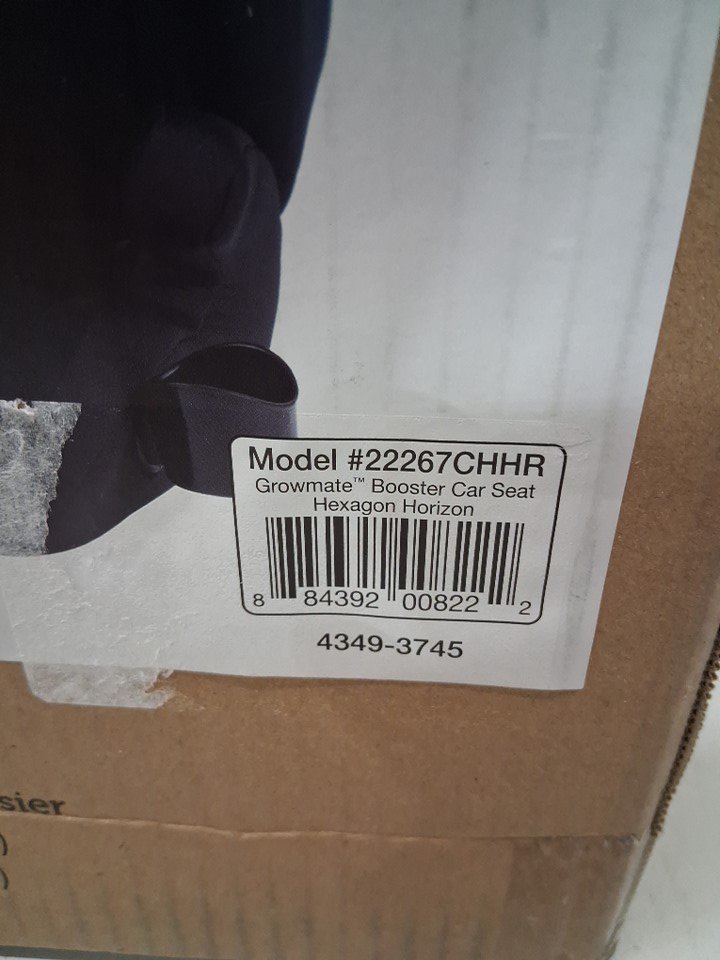 Model #22267CHHR
Growmate™ Booster Car Seat
Hexagon Horizon
8 84392 00822 2
4349-3745
sier
)
)